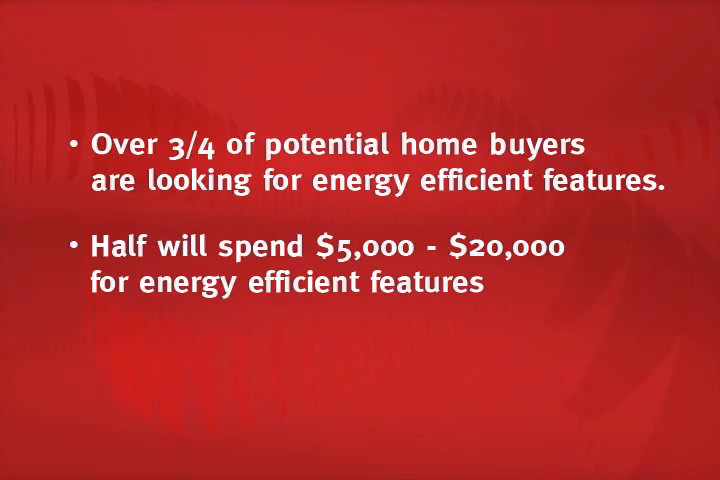 • Over 3/4 of potential home buyers
are looking for energy efficient features.
• Half will spend $5,000 - $20,000
for energy efficient features